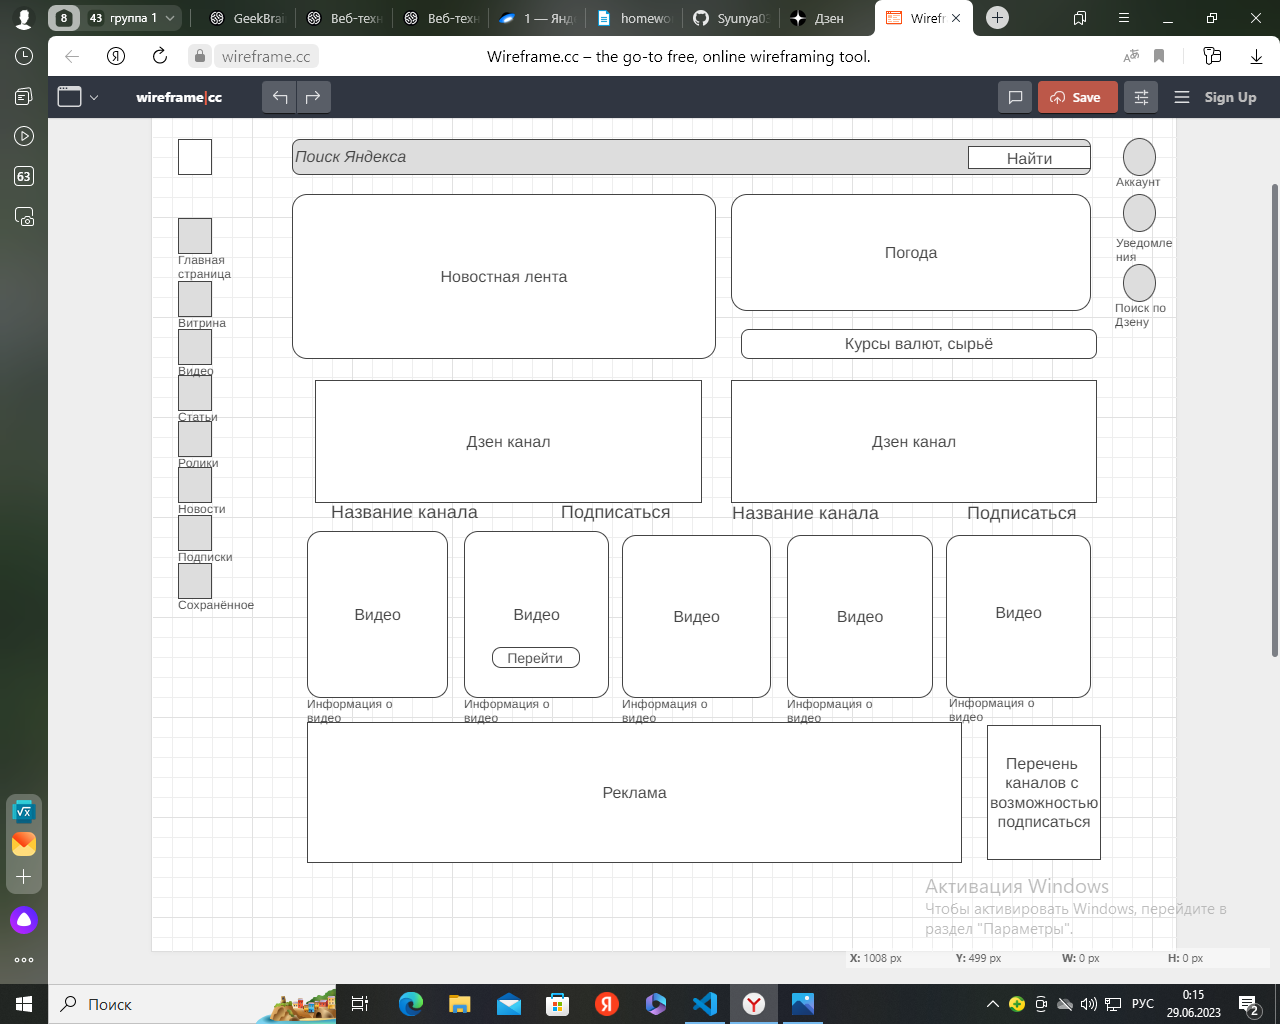 8
43 группа 1
GeekBrai
Веб-техн
Веб-техн
1 — Янд
homewo
Syunya03
Дзен
Wirefr
wireframe.cc
Wireframe.cc – the go-to free, online wireframing tool.
63
wireframe|cc
Save
Sign Up
Поиск Яндекса
Найти
Аккаунт
Уведомле
ния
Поиск по
Дзену
Главная
страница
Витрина
Видео
Статьи
Ролики
Новости
Подписки
Сохранённое
Новостная лента
Погода
Курсы валют, сырьё
Дзен канал
Дзен канал
Название канала
Подписаться
Название канала
Подписаться
Видео
Видео
Перейти
Видео
Видео
Видео
Информация о
видео
Информация о
видео
Информация о
видео
Информация о
видео
Информация о
видео
Реклама
Перечень
каналов с
возможностью
подписаться
Активация Windows
Чтобы активировать Windows, перейдите в
раздел "Параметры".
X: 1008 px Y: 499 px W: 0 px H: 0 px
Поиск
РУС
0:15
29.06.2023
2